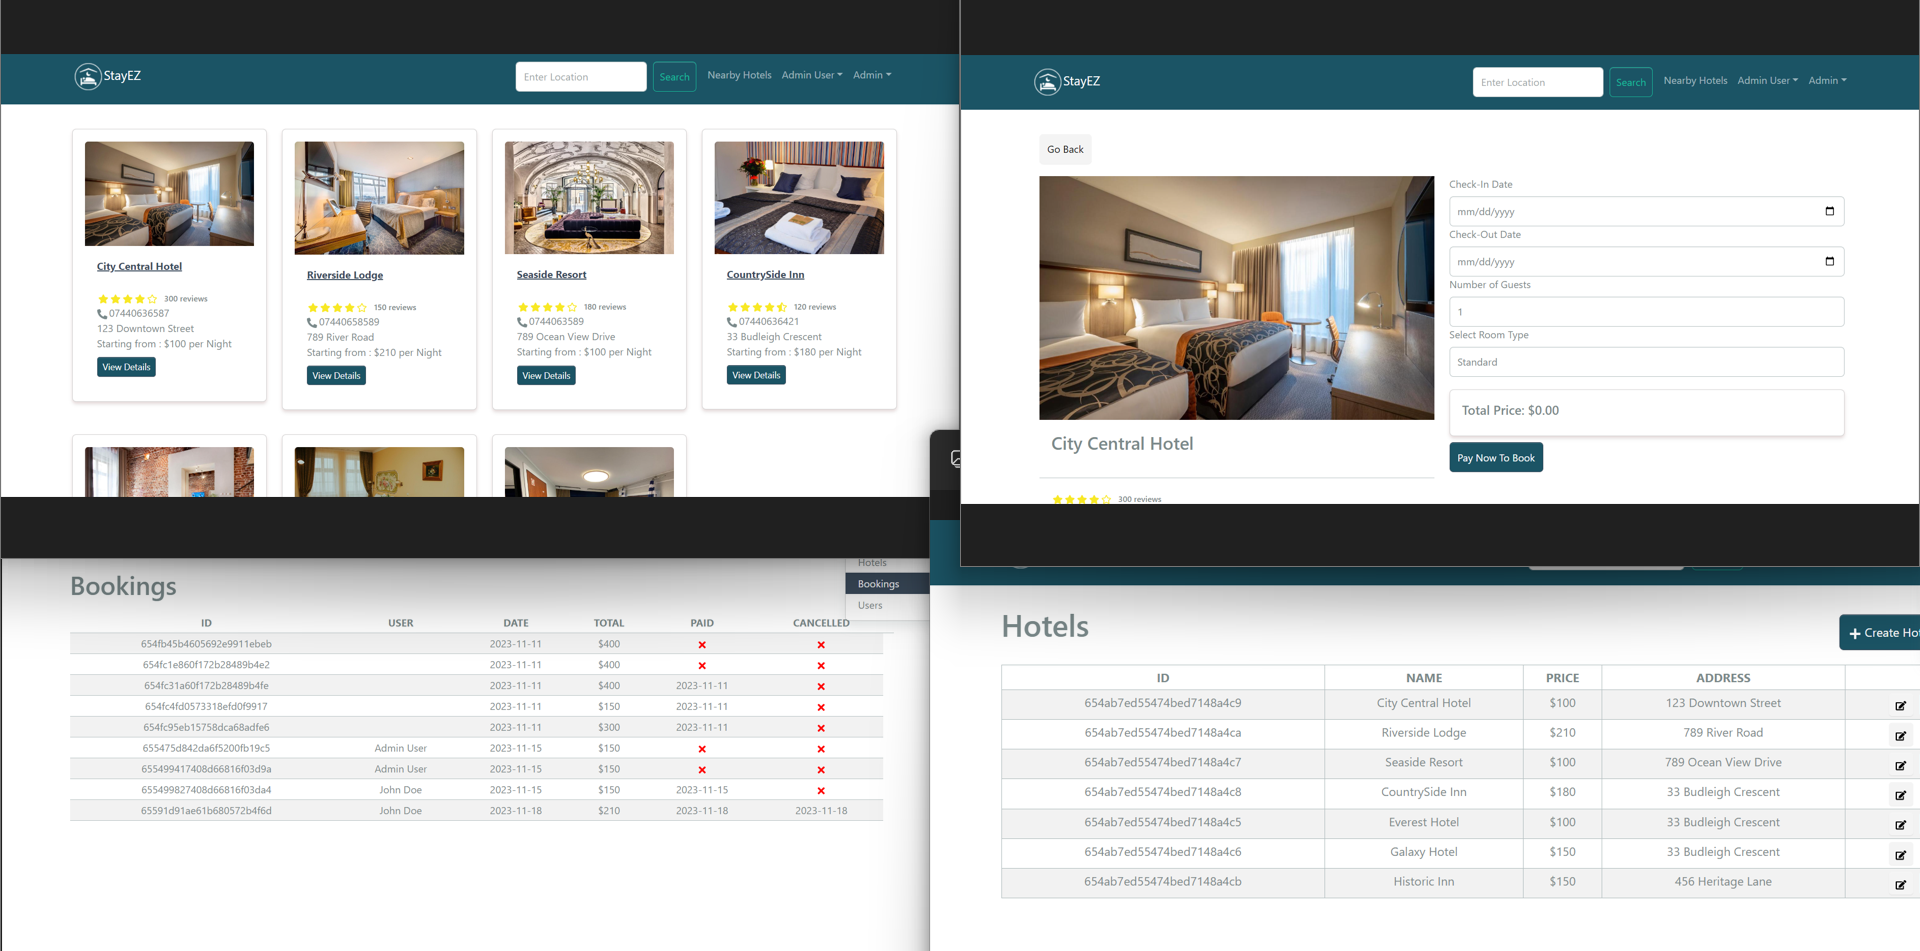 StayEZ
Enter Location
Search
Nearby Hotels
Admin User
Admin
City Central Hotel
300 reviews
07440636587
123 Downtown Street
Starting from : $100 per Night
View Details
Riverside Lodge
150 reviews
07440658589
789 River Road
Starting from : $210 per Night
View Details
Seaside Resort
180 reviews
0744063589
789 Ocean View Drive
Starting from : $100 per Night
View Details
CountrySide Inn
120 reviews
07440636421
33 Budleigh Crescent
Starting from : $180 per Night
View Details
StayEZ
Enter Location
Search
Nearby Hotels
Admin User
Admin
Go Back
City Central Hotel
300 reviews
Check-In Date
mm/dd/yyyy
Check-Out Date
mm/dd/yyyy
Number of Guests
1
Select Room Type
Standard
Total Price: $0.00
Pay Now To Book
Hotels
Bookings
Users
Bookings
ID USER DATE TOTAL PAID CANCELLED
654fb45b4605692e9911ebeb 2023-11-11 $400
654fc1e860f172b28489b4e2 2023-11-11 $400
654fc31a60f172b28489b4fe 2023-11-11 $400 2023-11-11
654fc4fd0573318efd0f9917 2023-11-11 $150 2023-11-11
654fc95eb15758dca68adfe6 2023-11-11 $300 2023-11-11
655475d842da6f5200fb19c5 Admin User 2023-11-15 $150
655499417408d66816f03d9a Admin User 2023-11-15 $150
655499827408d66816f03da4 John Doe 2023-11-15 $150 2023-11-15
65591d91ae61b680572b4f6d John Doe 2023-11-18 $210 2023-11-18 2023-11-18
Hotels
Create Hot
ID NAME PRICE ADDRESS
654ab7ed55474bed7148a4c9 City Central Hotel $100 123 Downtown Street
654ab7ed55474bed7148a4ca Riverside Lodge $210 789 River Road
654ab7ed55474bed7148a4c7 Seaside Resort $100 789 Ocean View Drive
654ab7ed55474bed7148a4c8 CountrySide Inn $180 33 Budleigh Crescent
654ab7ed55474bed7148a4c5 Everest Hotel $100 33 Budleigh Crescent
654ab7ed55474bed7148a4c6 Galaxy Hotel $150 33 Budleigh Crescent
654ab7ed55474bed7148a4cb Historic Inn $150 456 Heritage Lane